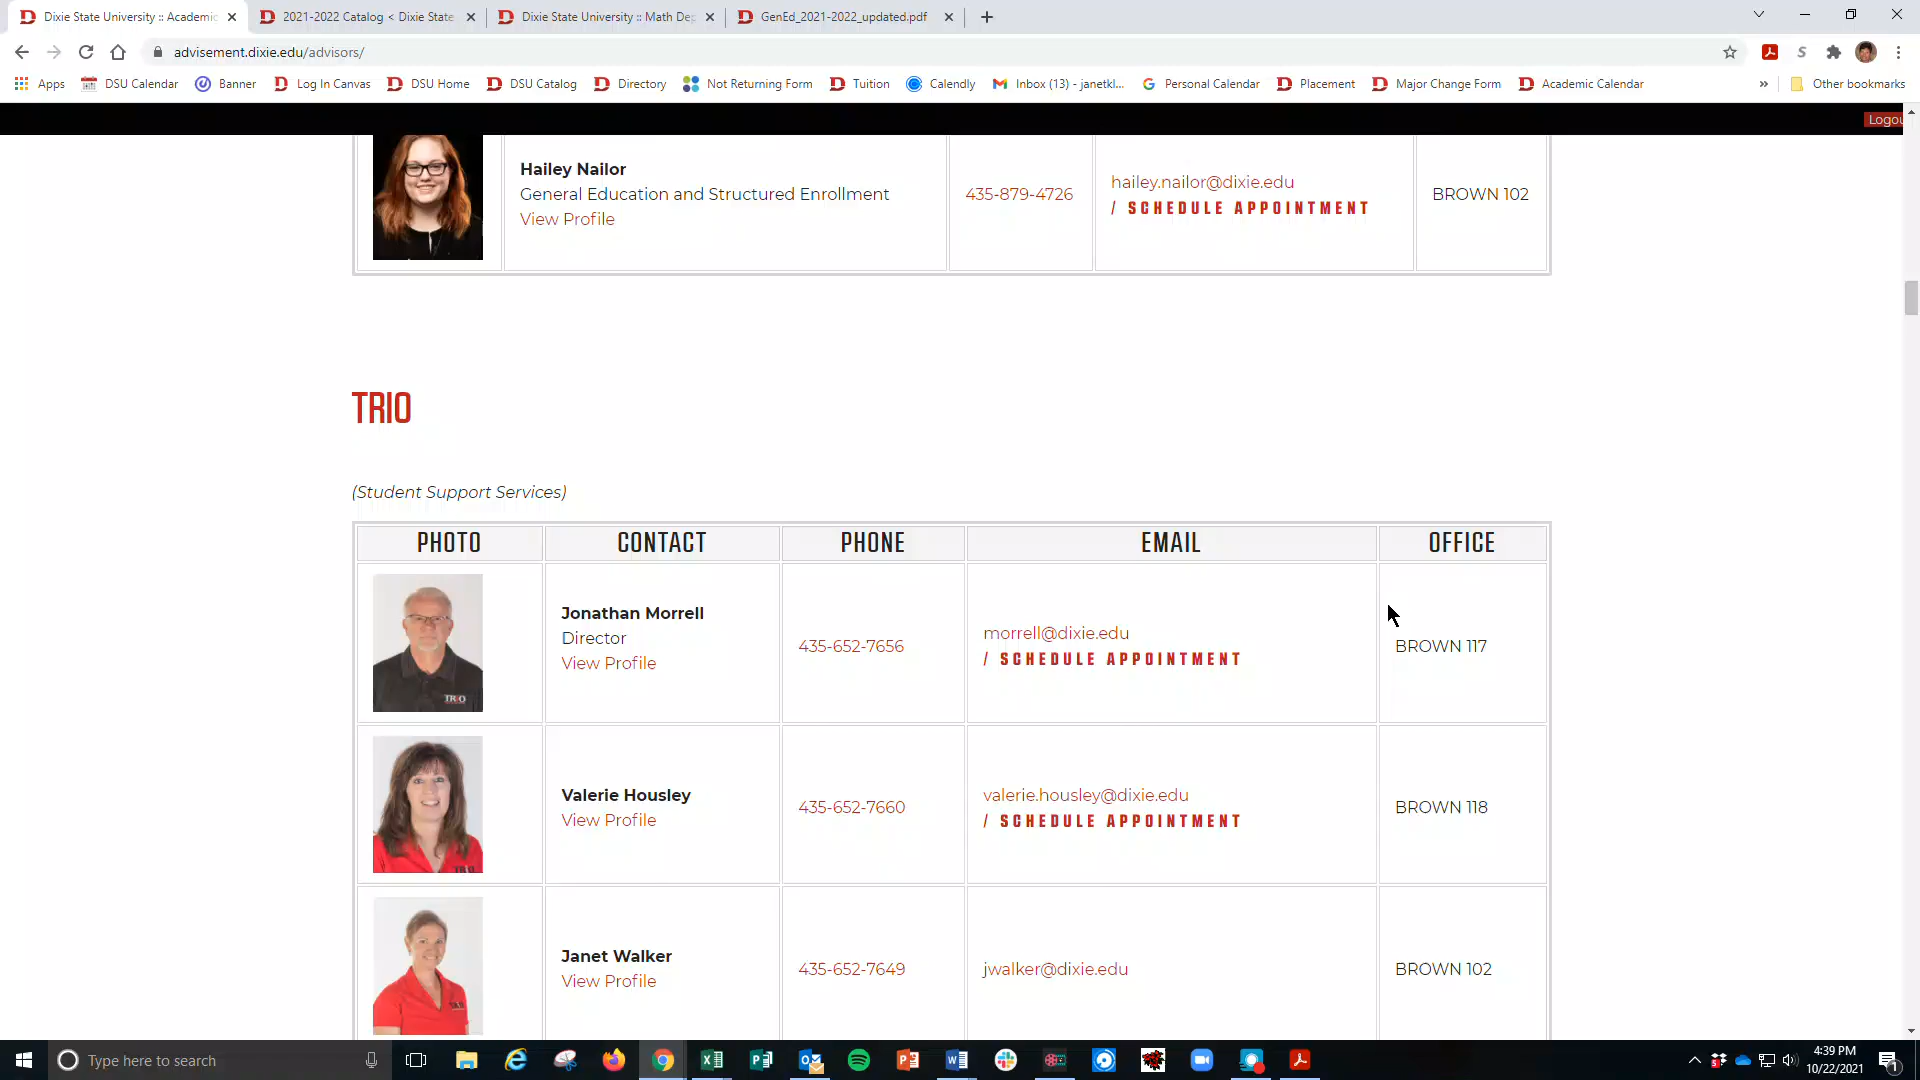 Dixie State University :: Academic
2021-2022 Catalog < Dixie State
Dixie State University :: Math De
GenEd_2021-2022_updated.pdf
advisement.dixie.edu/advisors/
Apps DSU Calendar Banner Log In Canvas DSU Home DSU Catalog Directory Not Returning Form Tuition Calendly Inbox (13) - janetkl... Personal Calendar Placement Major Change Form Academic Calendar » Other bookmarks
Logou
Hailey Nailor
General Education and Structured Enrollment
View Profile
435-879-4726
hailey.nailor@dixie.edu
/ SCHEDULE APPOINTMENT
BROWN 102
TRIO
(Student Support Services)
PHOTO CONTACT PHONE EMAIL OFFICE
Jonathan Morrell
Director
View Profile
435-652-7656
morrell@dixie.edu
/ SCHEDULE APPOINTMENT
BROWN 117
Valerie Housley
View Profile
435-652-7660
valerie.housley@dixie.edu
/ SCHEDULE APPOINTMENT
BROWN 118
Janet Walker
View Profile
435-652-7649
jwalker@dixie.edu
BROWN 102
Type here to search
4:39 PM
10/22/2021